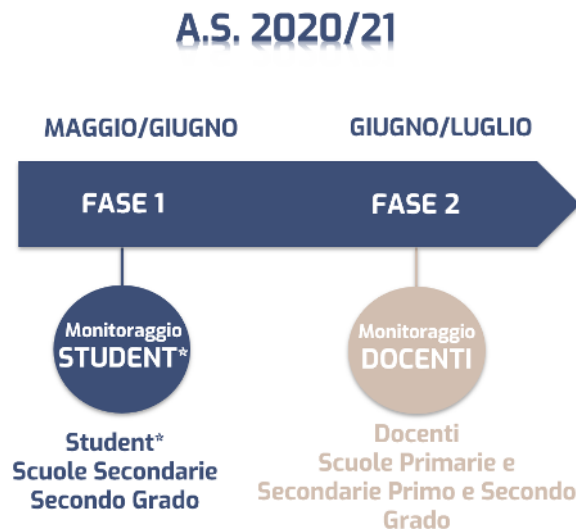 A.S. 2020/21
MAGGIO/GIUGNO
GIUGNO/LUGLIO
FASE 1
FASE 2
Monitoraggio
STUDENT*
Monitoraggio
DOCENTI
Student*
Scuole Secondarie
Secondo Grado
Docenti
Scuole Primarie e
Secondarie Primo e Secondo
Grado